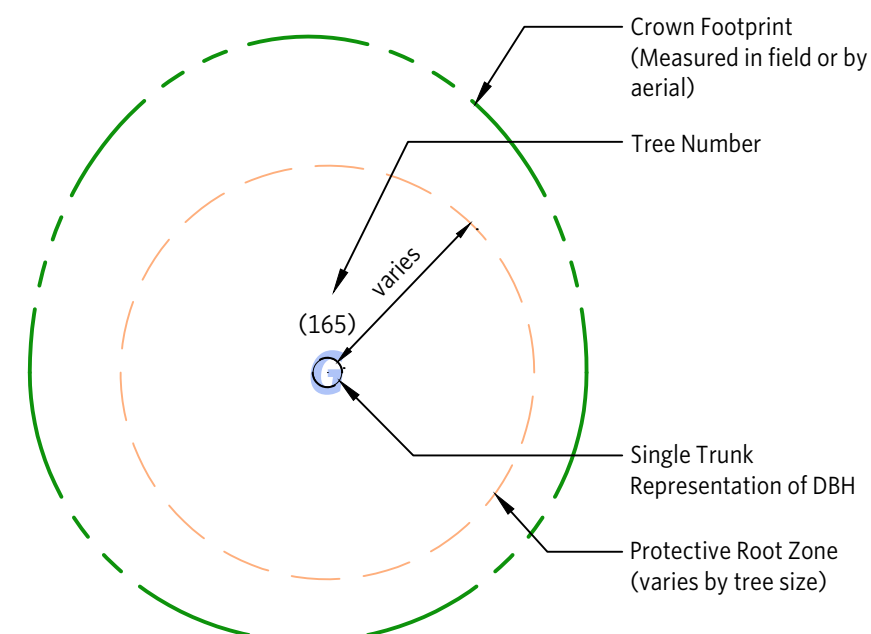 Crown Footprint
(Measured in field or by
aerial)
Tree Number
varies
(165)
G
Single Trunk
Representation of DBH
Protective Root Zone
(varies by tree size)